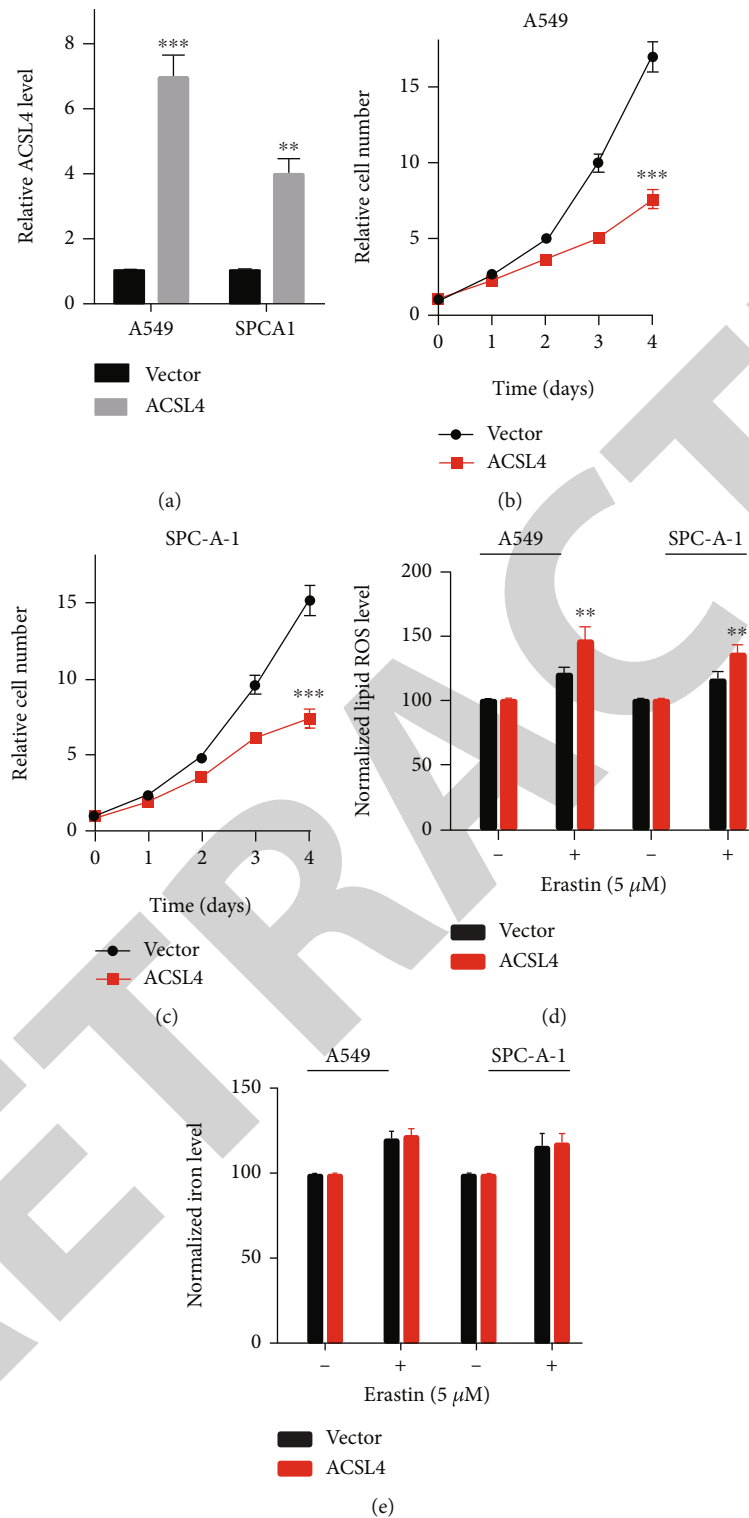 8
***
6
**
4
2
0
Relative ACSL4 level
A549 SPCA1
Vector
ACSL4
(a)
A549
15
10
5
0
Relative cell number
***
0 1 2 3 4
Time (days)
Vector
ACSL4
(b)
SPC-A-1
15
10
5
0
Relative cell number
***
0 1 2 3 4
Time (days)
Vector
ACSL4
(c)
A549 SPC-A-1
200
150
100
50
0
Normalized lipid ROS level
** **
– + – +
Erastin (5 μM)
Vector
ACSL4
(d)
A549 SPC-A-1
150
100
50
0
Normalized iron level
– + – +
Erastin (5 μM)
Vector
ACSL4
(e)